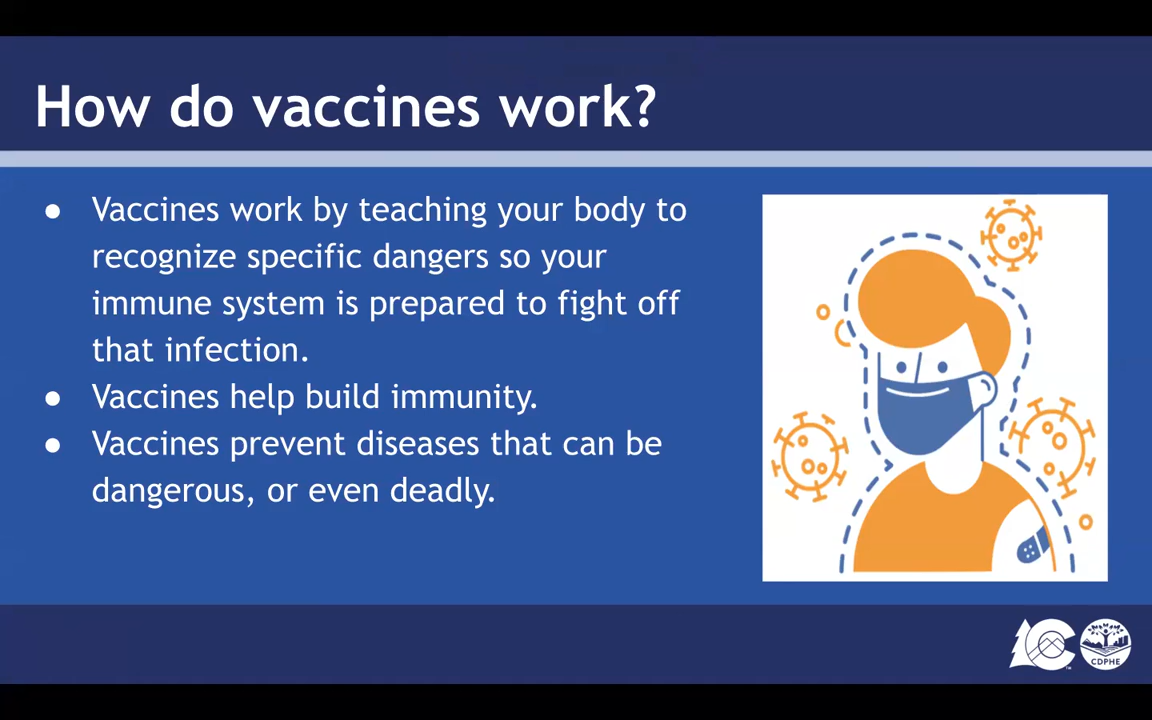 How do vaccines work?
● Vaccines work by teaching your body to
recognize specific dangers so your
immune system is prepared to fight off
that infection.
● Vaccines help build immunity.
● Vaccines prevent diseases that can be
dangerous, or even deadly.
CDPHE